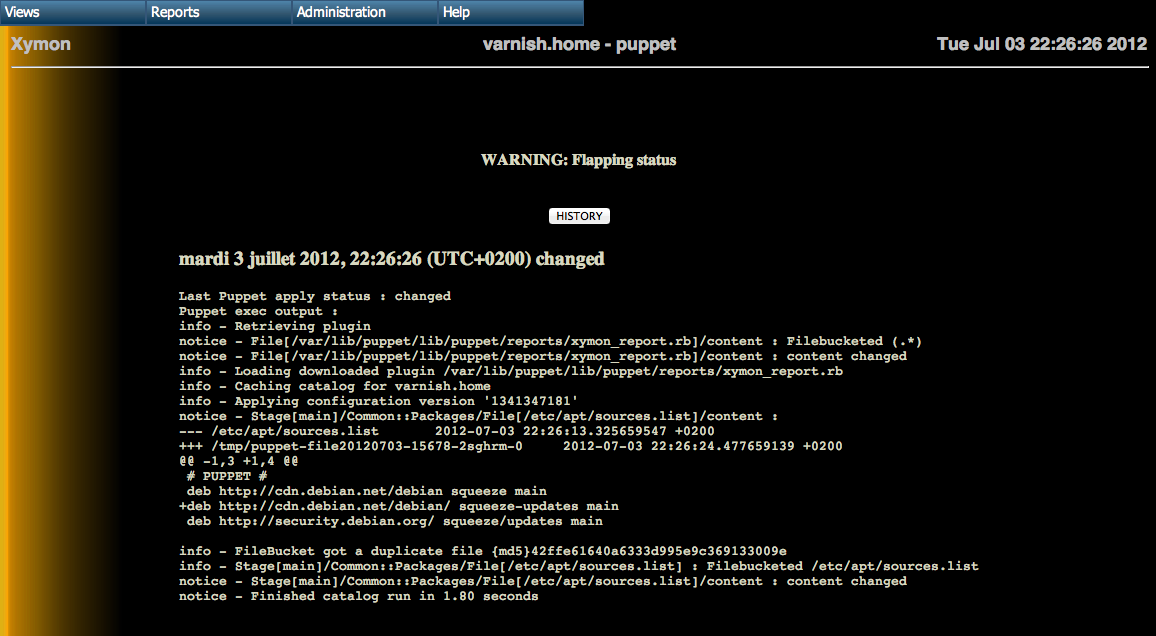 Views Reports Administration Help
Xymon varnish.home - puppet Tue Jul 03 22:26:26 2012
WARNING: Flapping status
HISTORY
mardi 3 juillet 2012, 22:26:26 (UTC+0200) changed
Last Puppet apply status : changed
Puppet exec output :
info - Retrieving plugin
notice - File[/var/lib/puppet/lib/puppet/reports/xymon_report.rb]/content : Filebucketed (.*)
notice - File[/var/lib/puppet/lib/puppet/reports/xymon_report.rb]/content : content changed
info - Loading downloaded plugin /var/lib/puppet/lib/puppet/reports/xymon_report.rb
info - Caching catalog for varnish.home
info - Applying configuration version '1341347181'
notice - Stage[main]/Common::Packages/File[/etc/apt/sources.list]/content :
--- /etc/apt/sources.list 2012-07-03 22:26:13.325659547 +0200
+++ /tmp/puppet-file20120703-15678-2sghrm-0 2012-07-03 22:26:24.477659139 +0200
@@ -1,3 +1,4 @@
# PUPPET #
deb http://cdn.debian.net/debian squeeze main
+deb http://cdn.debian.net/debian/ squeeze-updates main
deb http://security.debian.org/ squeeze/updates main
info - FileBucket got a duplicate file {md5}42ffe61640a6333d995e9c369133009e
info - Stage[main]/Common::Packages/File[/etc/apt/sources.list] : Filebucketed /etc/apt/sources.list
notice - Stage[main]/Common::Packages/File[/etc/apt/sources.list]/content : content changed
notice - Finished catalog run in 1.80 seconds